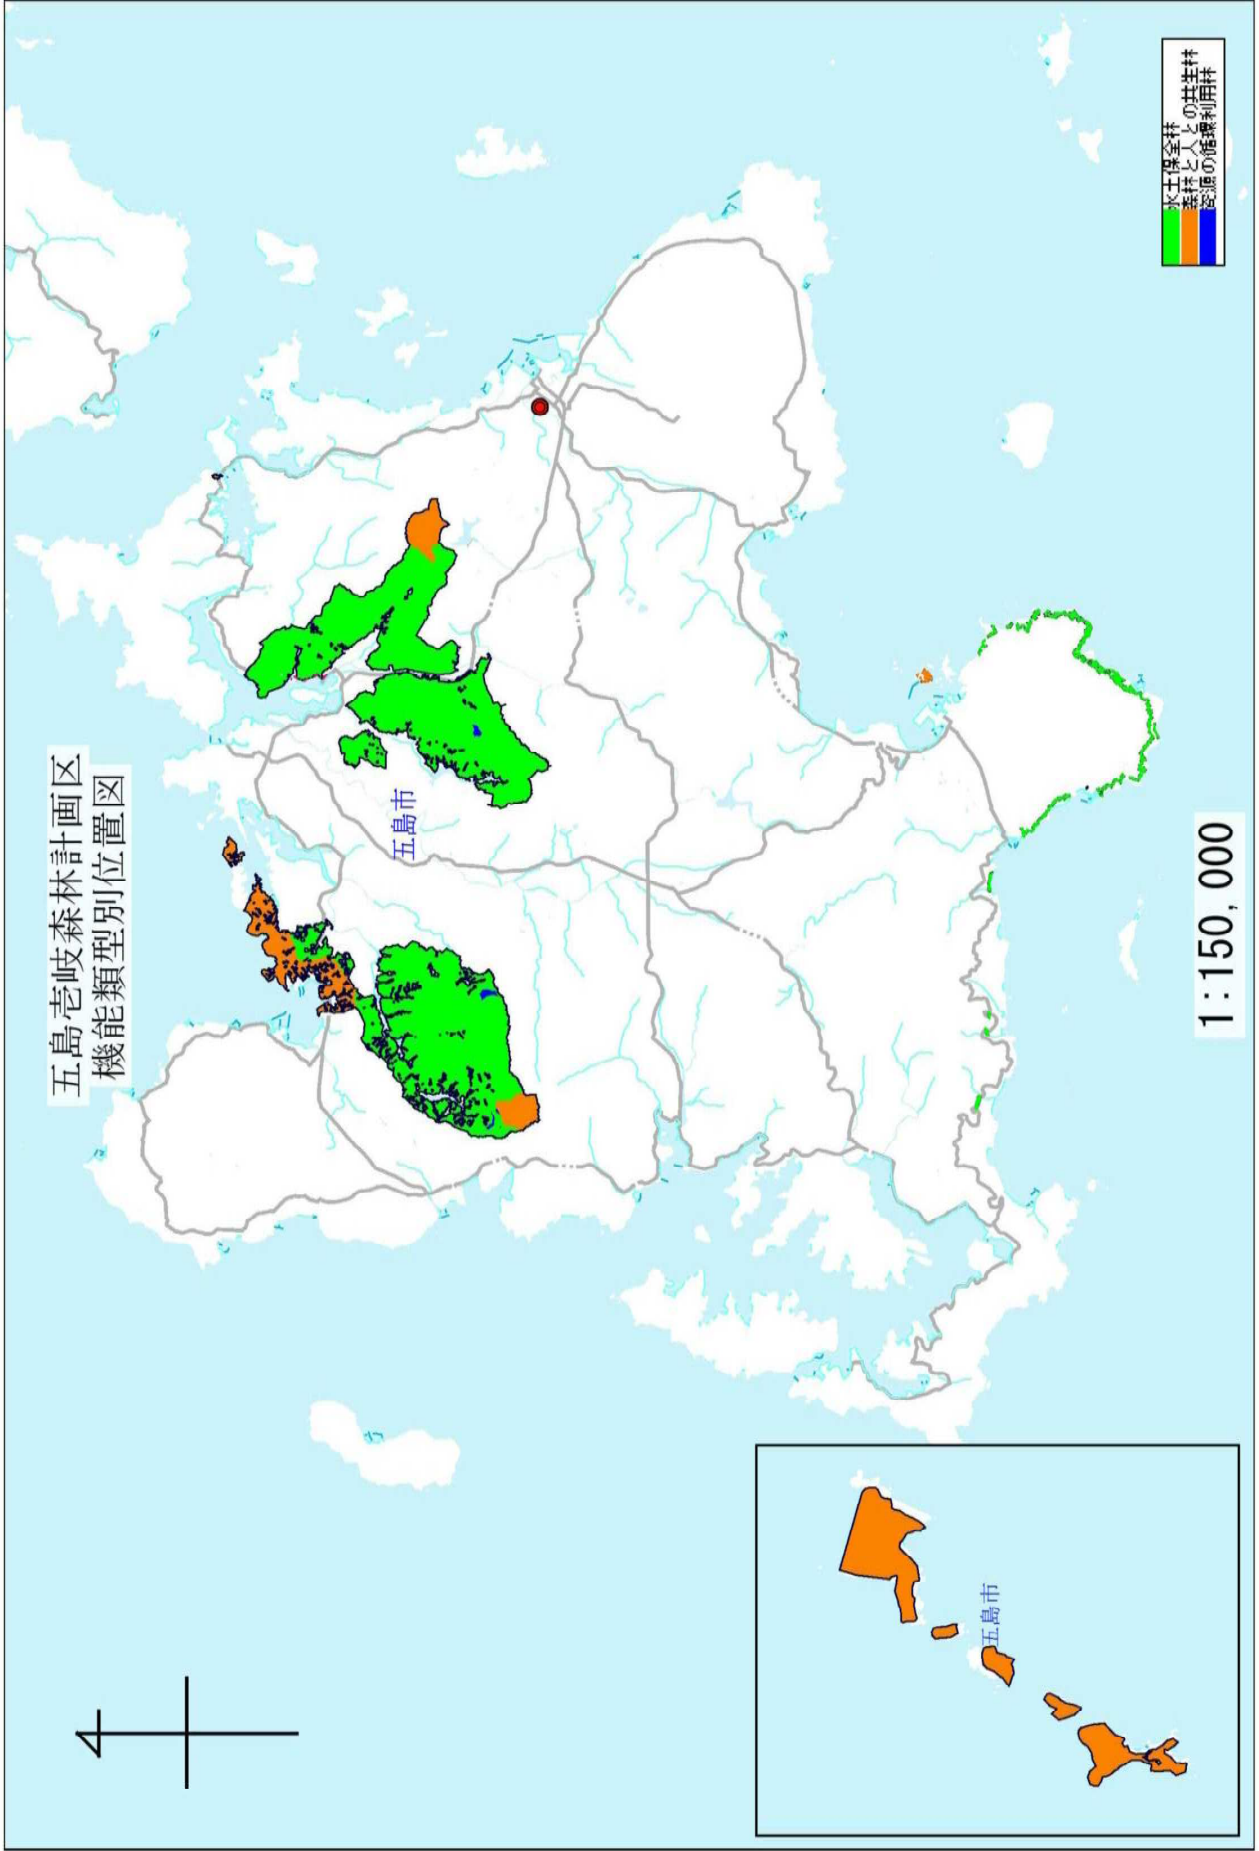 五島壱岐森林計画区
機能類型別位置図
水土保全林
森林と人との共生林
資源の循環利用林
五島市
五島市
1:150,000